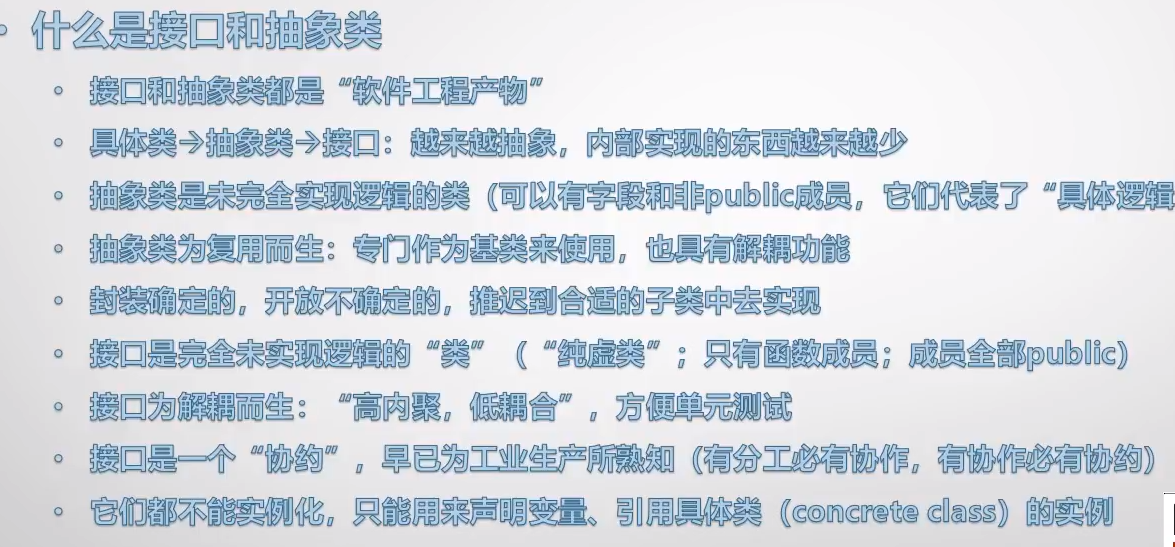 • 什么是接口和抽象类
◦ 接口和抽象类都是“软件工程产物”
◦ 具体类→抽象类→接口：越来越抽象，内部实现的东西越来越少
◦ 抽象类是未完全实现逻辑的类（可以有字段和非public成员，它们代表了“具体逻辑
◦ 抽象类为复用而生：专门作为基类来使用，也具有解耦功能
◦ 封装确定的，开放不确定的，推迟到合适的子类中去实现
◦ 接口是完全未实现逻辑的“类”（“纯虚类”；只有函数成员；成员全部public）
◦ 接口为解耦而生：“高内聚，低耦合”，方便单元测试
◦ 接口是一个“协约”，早已为工业生产所熟知（有分工必有协作，有协作必有协约）
◦ 它们都不能实例化，只能用来声明变量、引用具体类（concrete class）的实例